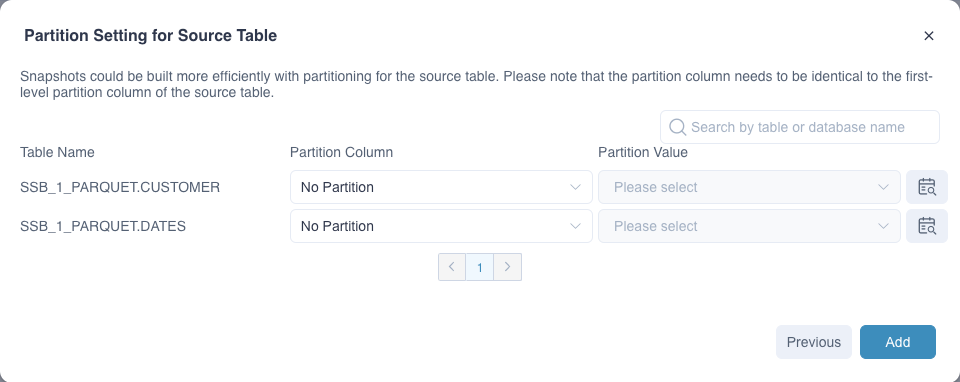 Partition Setting for Source Table
Snapshots could be built more efficiently with partitioning for the source table. Please note that the partition column needs to be identical to the first-
level partition column of the source table.
Search by table or database name
Table Name Partition Column Partition Value
SSB_1_PARQUET.CUSTOMER No Partition Please select
SSB_1_PARQUET.DATES No Partition Please select
1
Previous Add